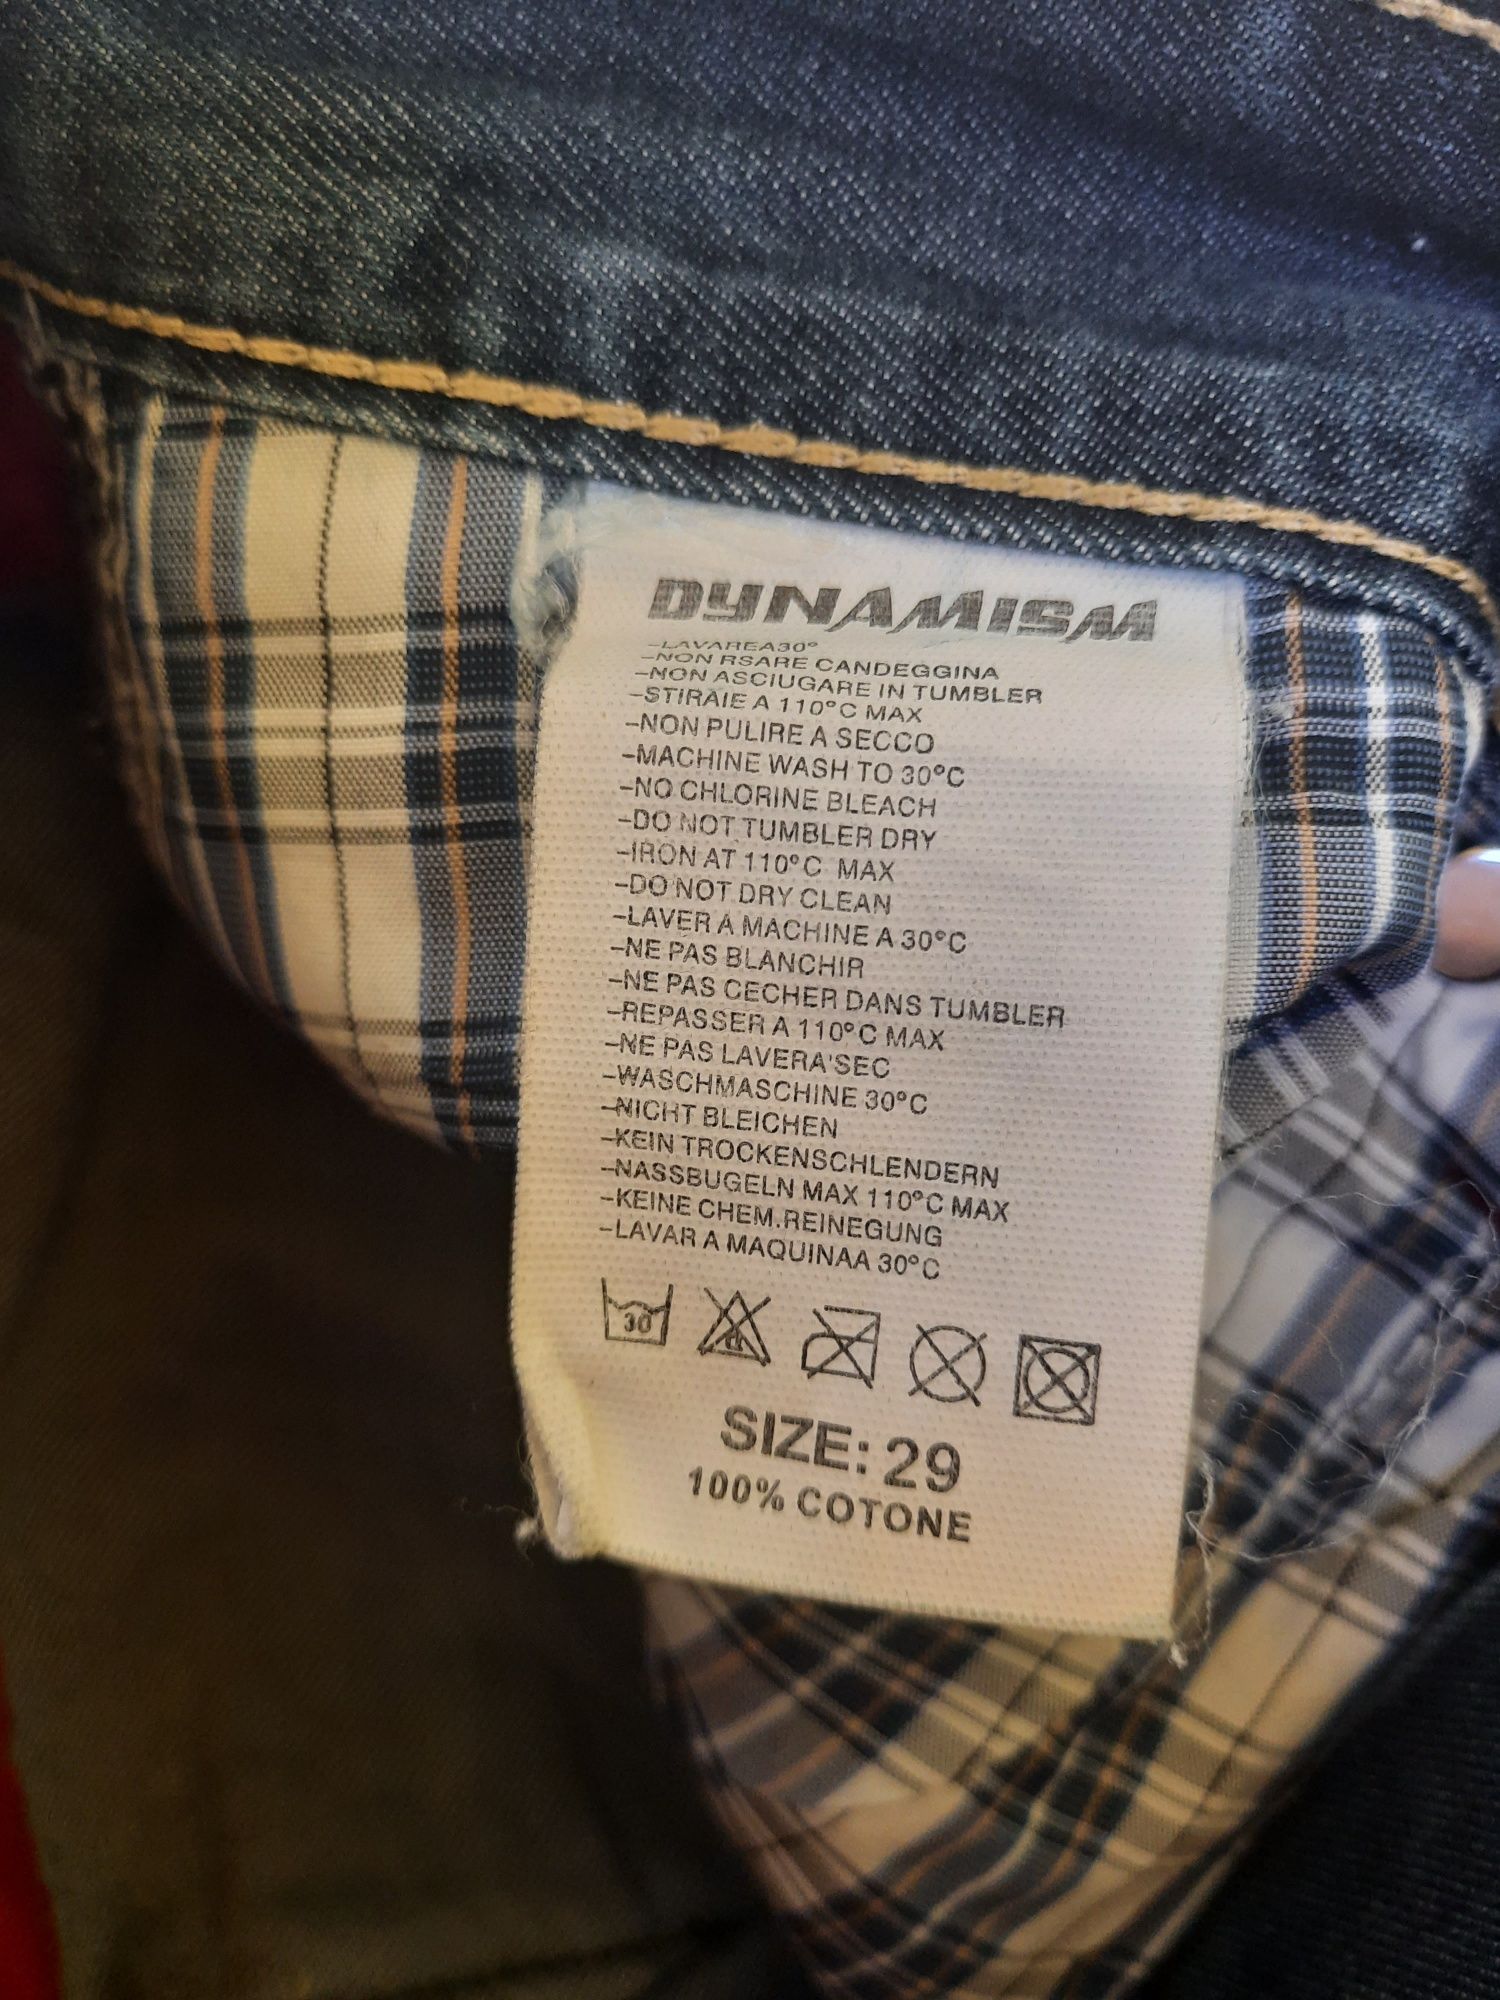 DYNAMISM
-LAVAREA30°
-NON RSARE CANDEGGINA
-NON ASCIUGARE IN TUMBLER
-STIRAIE A 110°C MAX
-NON PULIRE A SECCO
-MACHINE WASH TO 30°C
-NO CHLORINE BLEACH
-DO NOT TUMBLER DRY
-IRON AT 110°C MAX
-DO NOT DRY CLEAN
-LAVER A MACHINE A 30°C
-NE PAS BLANCHIR
-NE PAS CECHER DANS TUMBLER
-REPASSER A 110°C MAX
-NE PAS LAVERA'SEC
-WASCHMASCHINE 30°C
-NICHT BLEICHEN
-KEIN TROCKENSCHLENDERN
-NASSBUGELN MAX 110°C MAX
-KEINE CHEM.REINEGUNG
-LAVAR A MAQUINAA 30°C
30
SIZE: 29
100% COTONE